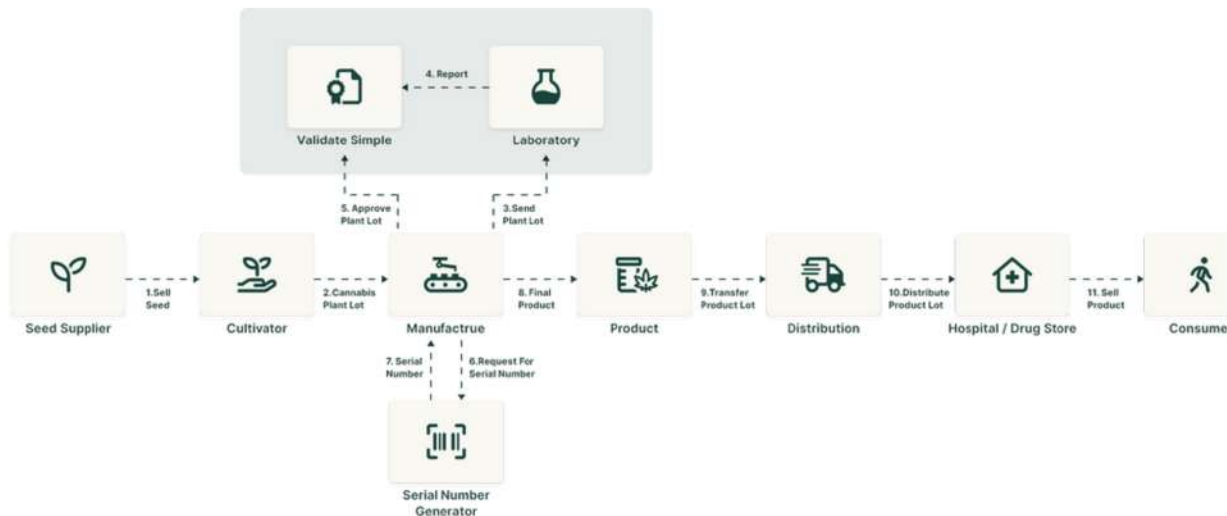 4. Report
Validate Simple
Laboratory
5. Approve
Plant Lot
3.Send
Plant Lot
1.Sell
Seed
2.Cannabis
Plant Lot
8. Final
Product
9.Transfer
Product Lot
10.Distribute
Product Lot
11. Sell
Product
Seed Supplier
Cultivator
Manufactrue
Product
Distribution
Hospital / Drug Store
Consume
7. Serial
Number
6.Request For
Serial Number
Serial Number
Generator